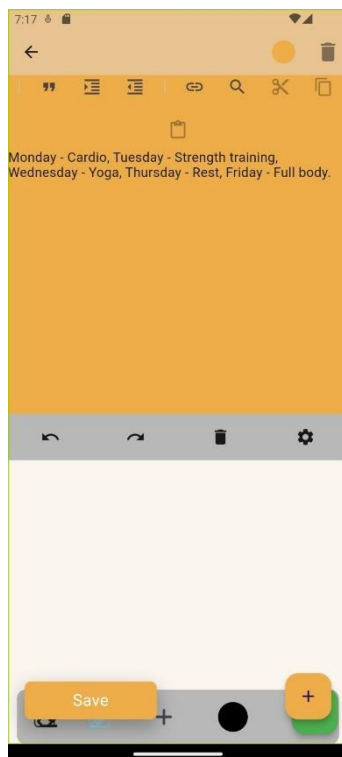 7:17
Monday - Cardio, Tuesday - Strength training,
Wednesday - Yoga, Thursday - Rest, Friday - Full body.
Save